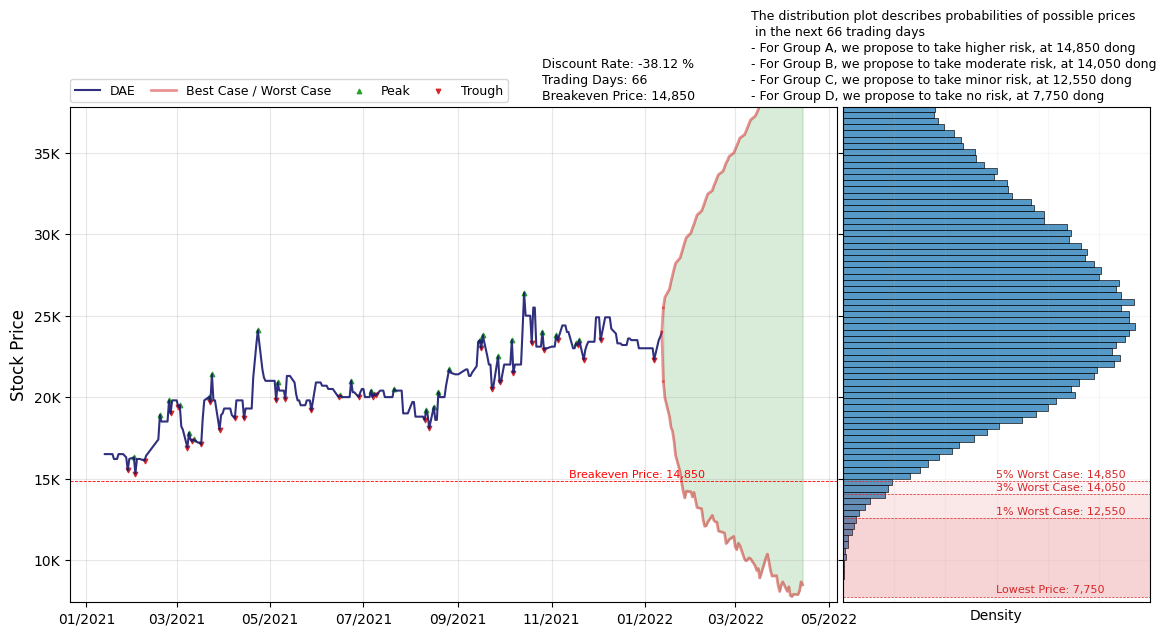 The distribution plot describes probabilities of possible prices
in the next 66 trading days
- For Group A, we propose to take higher risk, at 14,850 dong
- For Group B, we propose to take moderate risk, at 14,050 dong
- For Group C, we propose to take minor risk, at 12,550 dong
- For Group D, we propose to take no risk, at 7,750 dong
Discount Rate: -38.12 %
Trading Days: 66
Breakeven Price: 14,850
DAE
Best Case / Worst Case
Peak
Trough
Stock Price
35K
30K
25K
20K
15K
10K
Breakeven Price: 14,850
5% Worst Case: 14,850
3% Worst Case: 14,050
1% Worst Case: 12,550
Lowest Price: 7,750
01/2021
03/2021
05/2021
07/2021
09/2021
11/2021
01/2022
03/2022
05/2022
Density